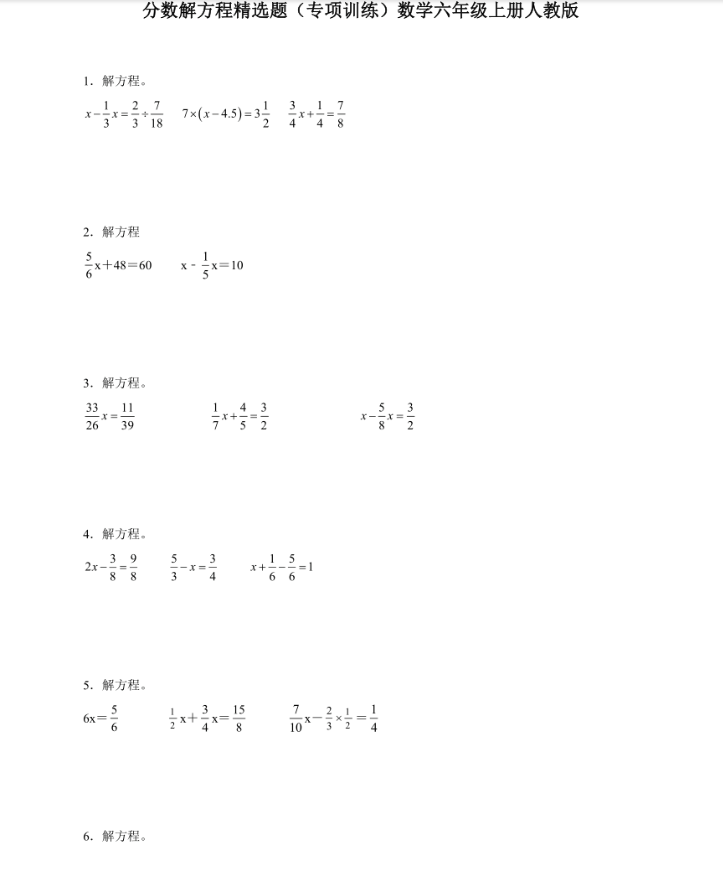 分数解方程精选题（专项训练）数学六年级上册人教版
1．解方程。
x−1/3x=2/3÷7/18 7×(x−4.5)=3 1/2 3/4x+1/4=7/8
2．解方程
5/6x＋48＝60 x﹣1/5x＝10
3．解方程。
33/26x=11/39 1/7x+4/5=3/2 x−5/8x=3/2
4．解方程。
2x−3/8=9/8 5/3−x=3/4 x+1/6−5/6=1
5．解方程。
6x＝5/6 1/2x＋3/4x＝15/8 7/10x－2/3×1/2＝1/4
6．解方程。